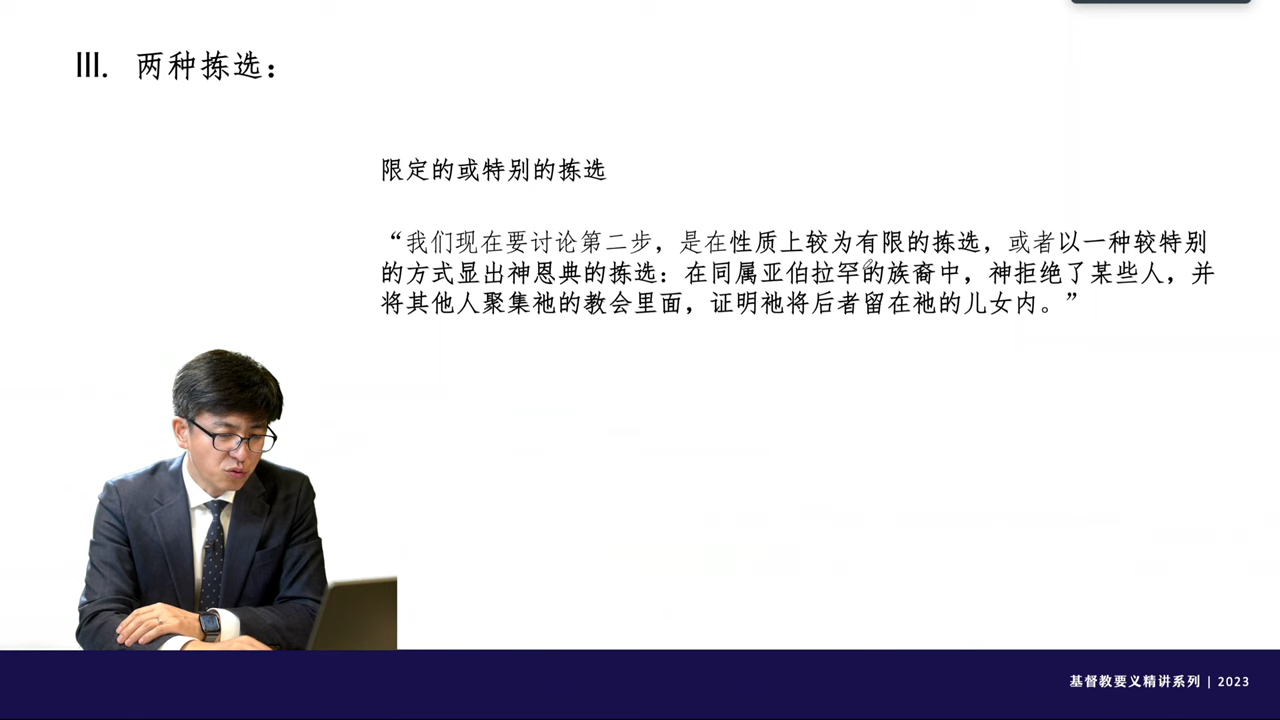 III. 两种拣选：
限定的或特别的拣选
“我们现在要讨论第二步，是在性质上较为有限的拣选，或者以一种较特别
的方式显出神恩典的拣选：在同属亚伯拉罕的族裔中，神拒绝了某些人，并
将其他人聚集祂的教会里面，证明祂将后者留在祂的儿女内。”
基督教要义精讲系列 | 2023